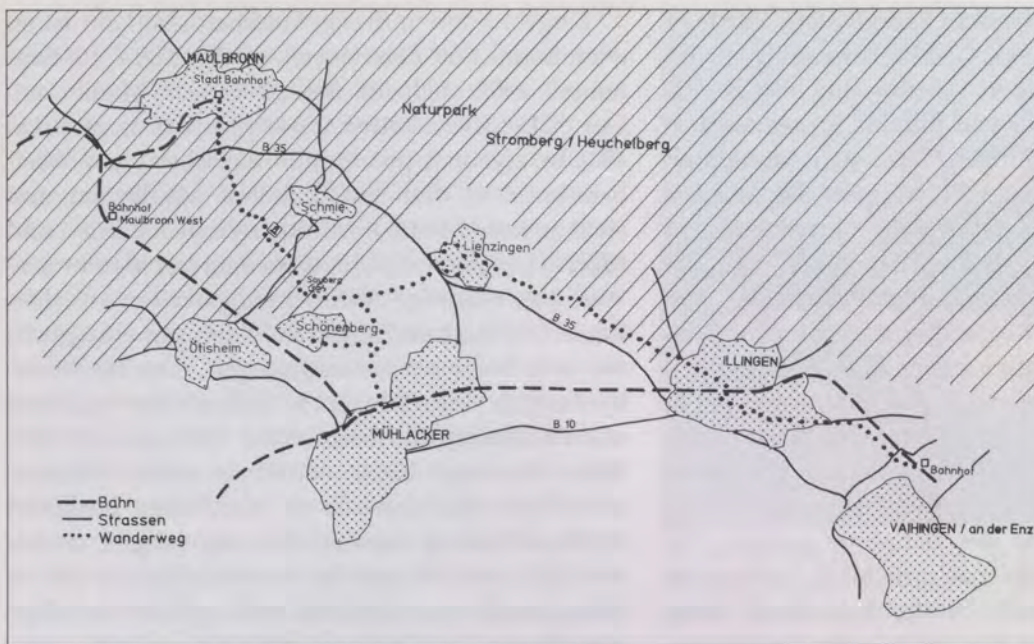 MAULBRONN
Stadt Bahnhof
Naturpark
Stromberg / Heuchelberg
B 35
Bahnhof
Maulbronn West
Schmie
Lienzingen
Schönenberg
Ötisheim
B 35
ILLINGEN
MÜHLACKER
B 10
Bahnhof
VAIHINGEN / an der Enz
Bahn
Strassen
Wanderweg